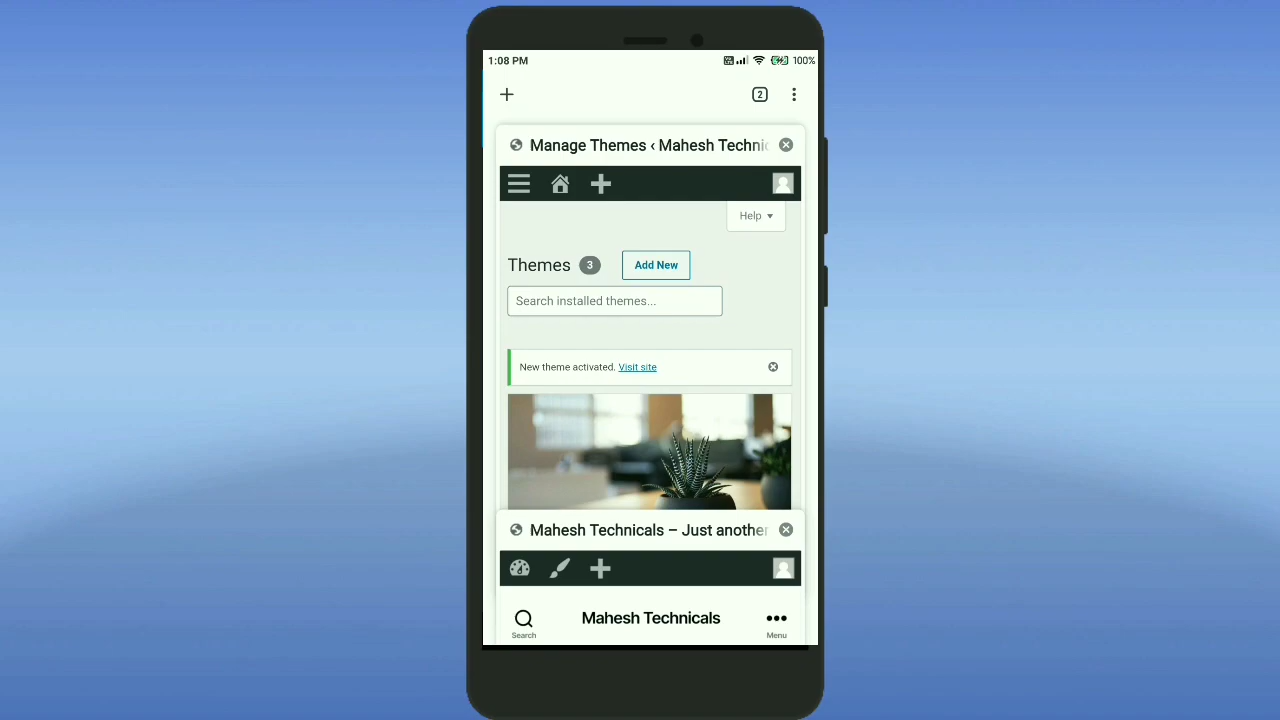 1:08 PM 100%
2
Manage Themes ‹ Mahesh Technic
Help
Themes 3 Add New
Search installed themes...
New theme activated. Visit site
Mahesh Technicals – Just another
Mahesh Technicals
Search Menu